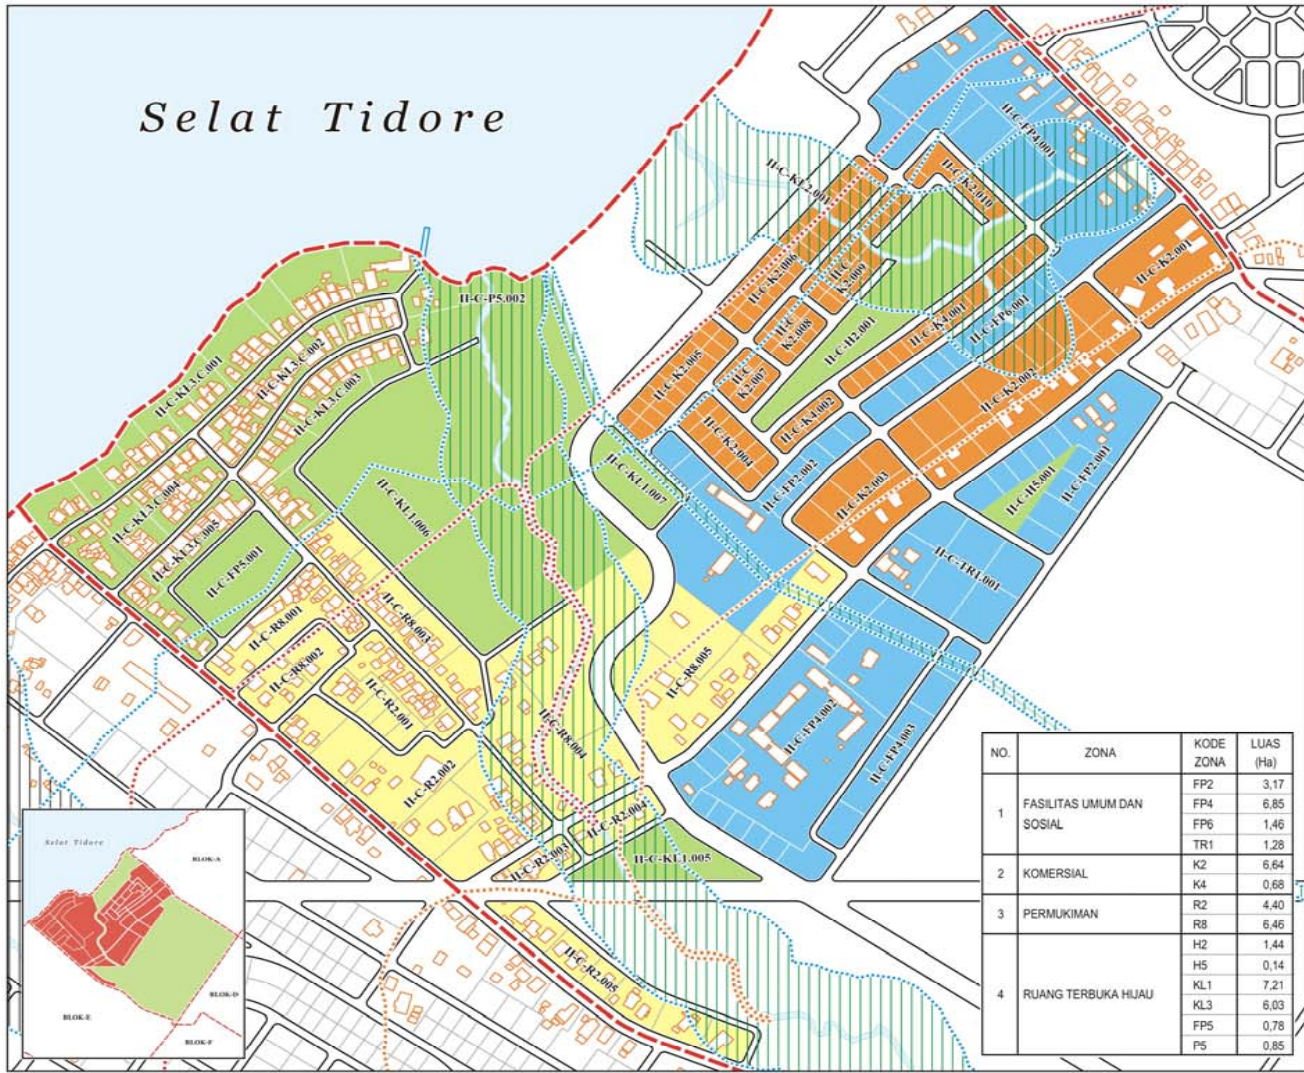 Selat Tidore
II-C-FP4.001
II-C-KL2.001
II-C-K2.010
II-C-K2.001
II-C-K2.006
II-C-
K2.009
II-C-P5.002
II-C-K4.001
II-C-FP6.001
II-C-
K2.008
II-C-H2.001
II-C-KL3.C.001
II-C-KL3.C.002
II-C-K2.005
II-C-
K2.007
II-C-K2.002
II-C-KL3.C.003
II-C-K4.002
II-C-K2.004
II-C-P2.001
II-C-KL3.C.004
II-C-KL1.006
II-C-KL1.007
II-C-FP2.002
II-C-K2.003
II-C-H5.001
II-C-KL3.C.005
II-C-FP5.001
II-C-TR1.001
II-C-R8.001
II-C-R8.003
II-C-R8.002
II-C-R8.005
II-C-R2.001
II-C-FP4.002
II-C-R8.004
II-C-FP4.003
II-C-R2.002
II-C-R2.004
II-C-R2.003
II-C-KL1.005
II-C-R2.005
Selat Tidore
BLOK-A
BLOK-D
BLOK-E
BLOK-F
NO. ZONA KODE ZONA LUAS (Ha)
1 FASILITAS UMUM DAN SOSIAL FP2 3,17
FP4 6,85
FP6 1,46
TR1 1,28
2 KOMERSIAL K2 6,64
K4 0,68
3 PERMUKIMAN R2 4,40
R8 6,46
4 RUANG TERBUKA HIJAU H2 1,44
H5 0,14
KL1 7,21
KL3 6,03
FP5 0,78
P5 0,85